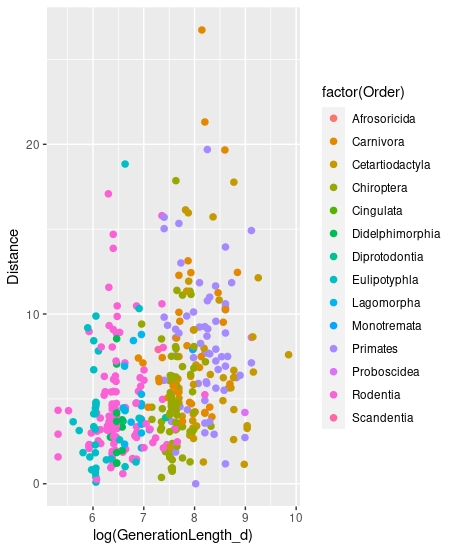 factor(Order)
Afrosoricida
Carnivora
Cetartiodactyla
Chiroptera
Cingulata
Didelphimorphia
Diprotodontia
Eulipotyphla
Lagomorpha
Monotremata
Primates
Proboscidea
Rodentia
Scandentia
Distance
20
10
0
6 7 8 9 10
log(GenerationLength_d)